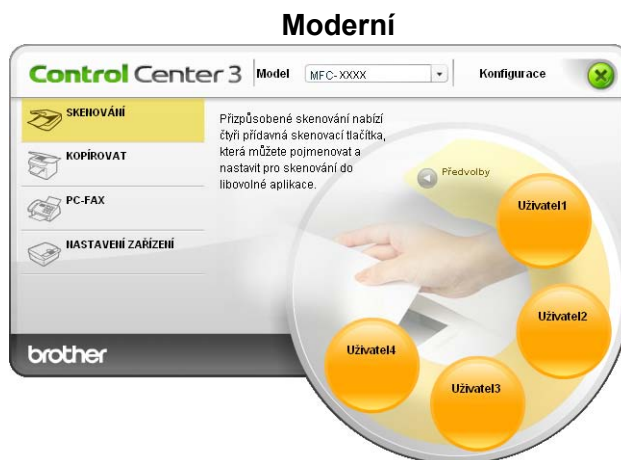 Moderní
Control Center 3
Model
MFC-XXXX
Konfigurace
SKENOVÁNÍ
KOPÍROVAT
PC-FAX
NASTAVENÍ ZAŘÍZENÍ
Přizpůsobené skenování nabízí
čtyři přídavná skenovací tlačítka,
která můžete pojmenovat a
nastavit pro skenování do
libovolné aplikace.
Předvolby
Uživatel1
Uživatel2
Uživatel3
Uživatel4
brother